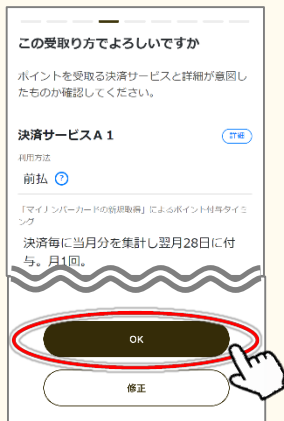 この受取り方でよろしいですか
ポイントを受取る決済サービスと詳細が意図し
たものか確認してください。
決済サービスA1
詳細
利用方法
前払 ?
「マイナンバーカードの新規取得」によるポイント付与タイミ
ング
決済毎に当月分を集計し翌月28日に付
与。月1回。
OK
修正